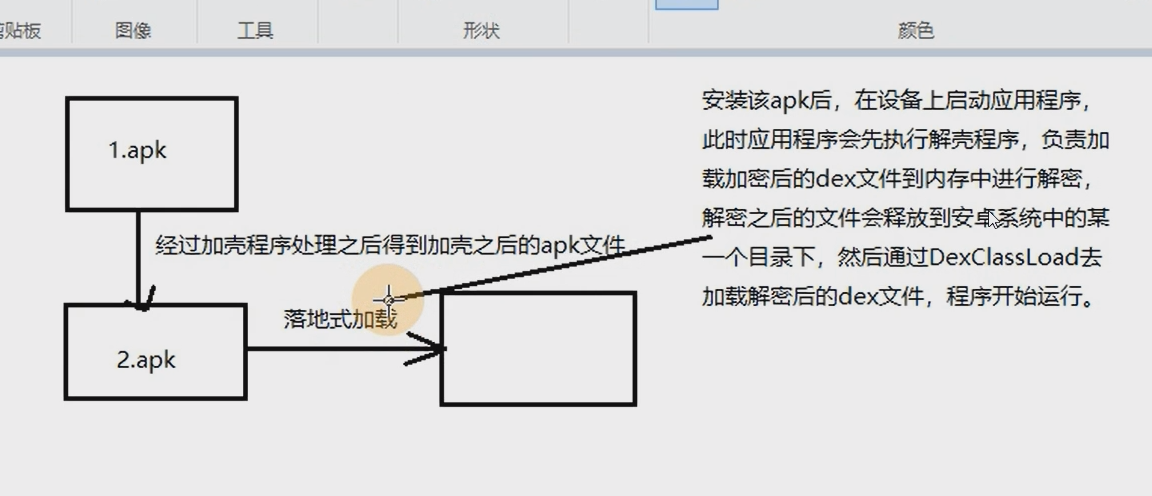 剪贴板 图像 工具 形状 颜色
1.apk
经过加壳程序处理之后得到加壳之后的apk文件
2.apk
落地式加载
安装该apk后，在设备上启动应用程序，
此时应用程序会先执行解壳程序，负责加
载加密后的dex文件到内存中进行解密，
解密之后的文件会释放到安卓系统中的某
一个目录下，然后通过DexClassLoad去
加载解密后的dex文件，程序开始运行。